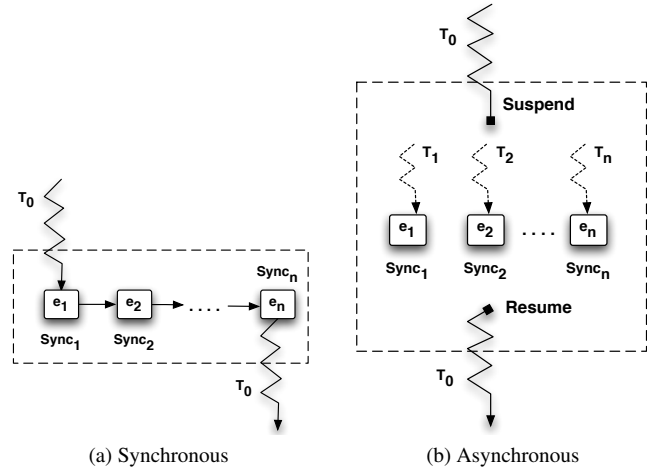 T0
e1
e2
. . . .
en
Sync1
Sync2
Syncn
T0
(a) Synchronous
T0
Suspend
T1
T2
Tn
e1
e2
. . . .
en
Sync1
Sync2
Syncn
Resume
T0
(b) Asynchronous